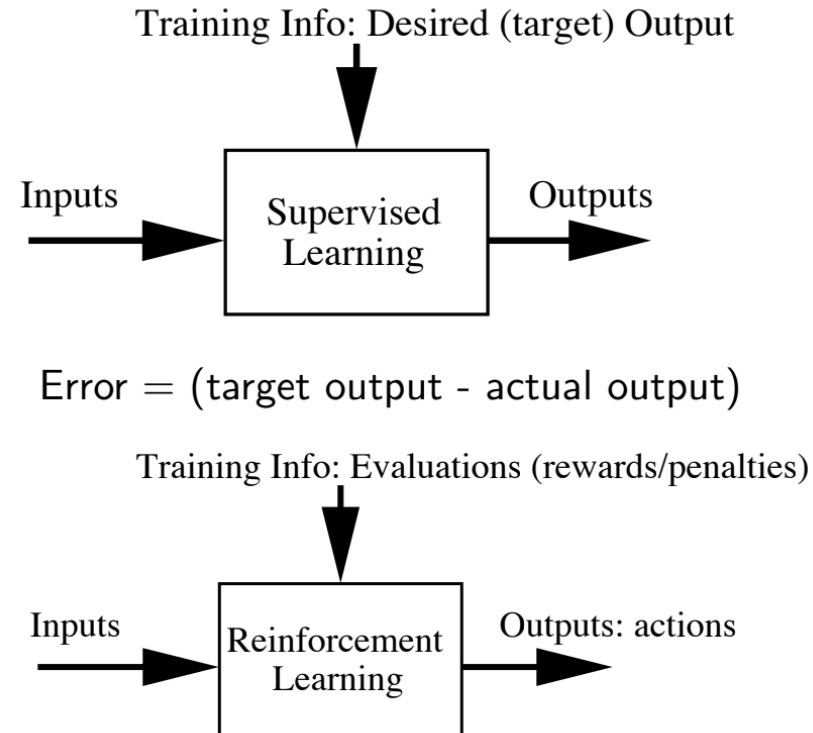 Training Info: Desired (target) Output
Inputs
Supervised
Learning
Outputs
Error = (target output - actual output)
Training Info: Evaluations (rewards/penalties)
Inputs
Reinforcement
Learning
Outputs: actions